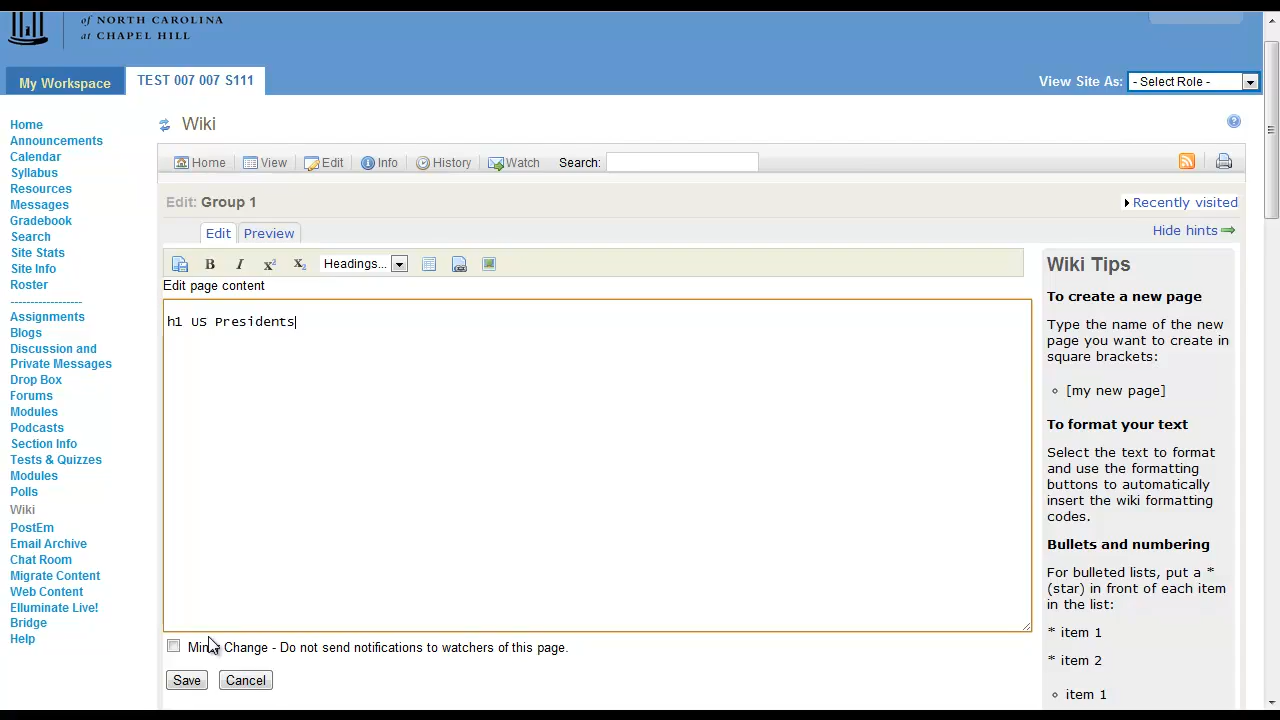 of NORTH CAROLINA
at CHAPEL HILL
My Workspace
TEST 007 007 S111
View Site As:
- Select Role -
Home
Announcements
Calendar
Syllabus
Resources
Messages
Gradebook
Search
Site Stats
Site Info
Roster
------------------
Assignments
Blogs
Discussion and
Private Messages
Drop Box
Forums
Modules
Podcasts
Section Info
Tests & Quizzes
Modules
Polls
Wiki
PostEm
Email Archive
Chat Room
Migrate Content
Web Content
Elluminate Live!
Bridge
Help
Wiki
Home View Edit Info History Watch Search:
Edit: Group 1
Recently visited
Edit Preview
Hide hints
B I x² X₂ Headings...
Edit page content
h1 US Presidents
Change - Do not send notifications to watchers of this page.
Save Cancel
Wiki Tips
To create a new page
Type the name of the new
page you want to create in
square brackets:
[my new page]
To format your text
Select the text to format
and use the formatting
buttons to automatically
insert the wiki formatting
codes.
Bullets and numbering
For bulleted lists, put a *
(star) in front of each item
in the list:
* item 1
* item 2
item 1